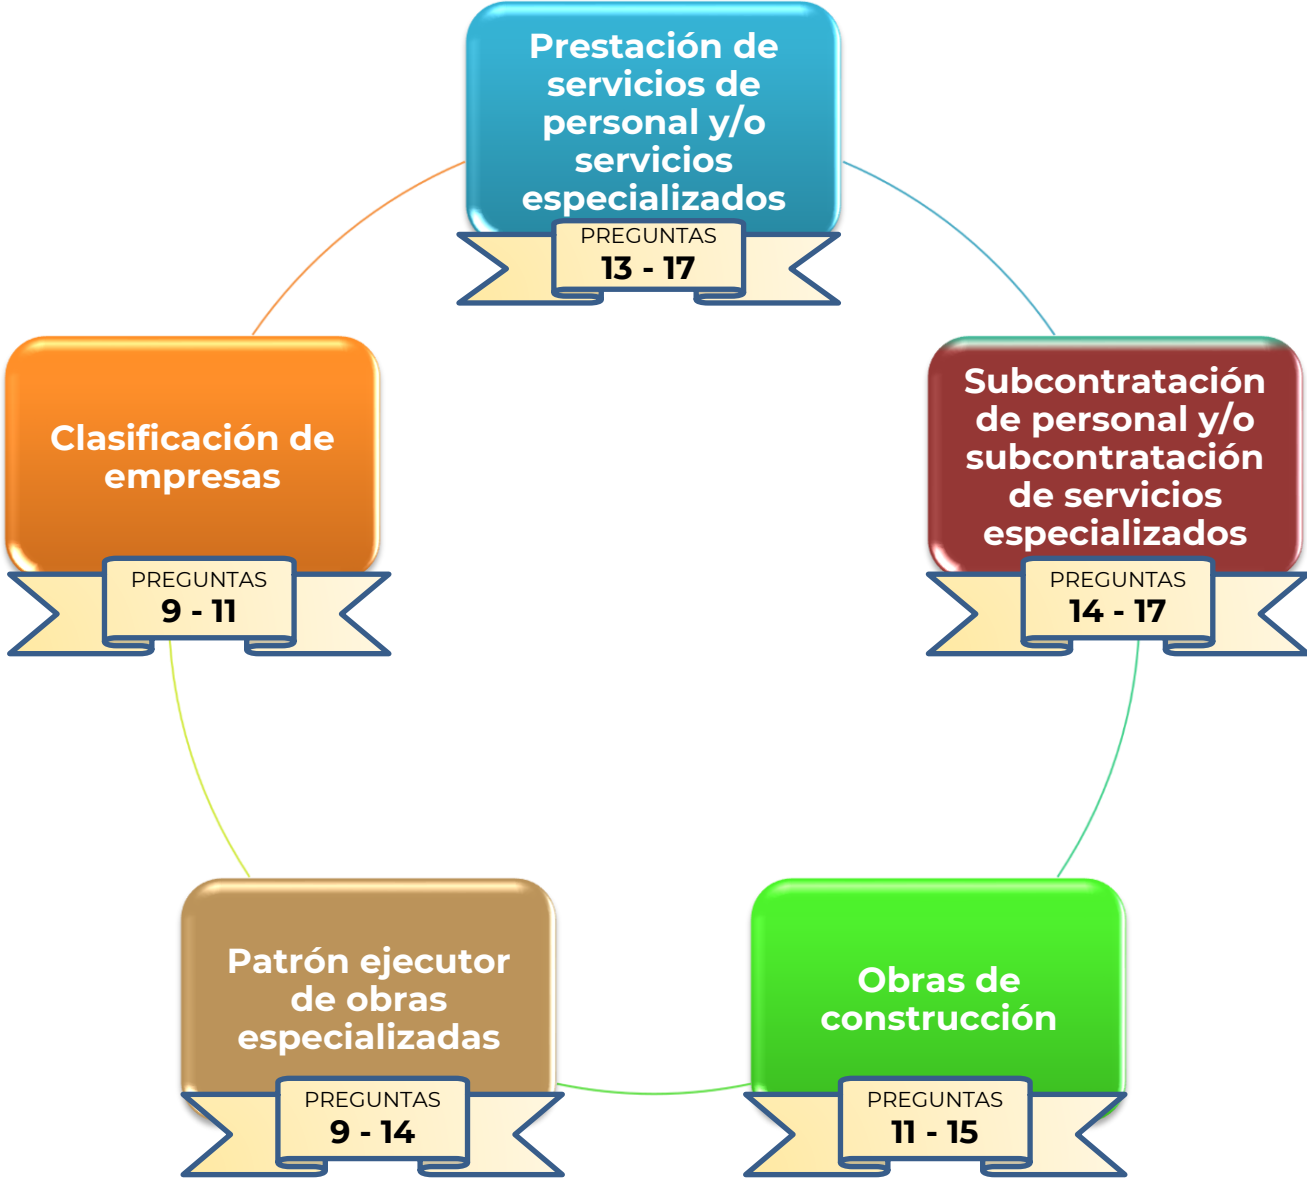 Prestación de
servicios de
personal y/o
servicios
especializados
PREGUNTAS
13 - 17
Subcontratación
de personal y/o
subcontratación
de servicios
especializados
PREGUNTAS
14 - 17
Obras de
construcción
PREGUNTAS
11 - 15
Patrón ejecutor
de obras
especializadas
PREGUNTAS
9 - 14
Clasificación de
empresas
PREGUNTAS
9 - 11